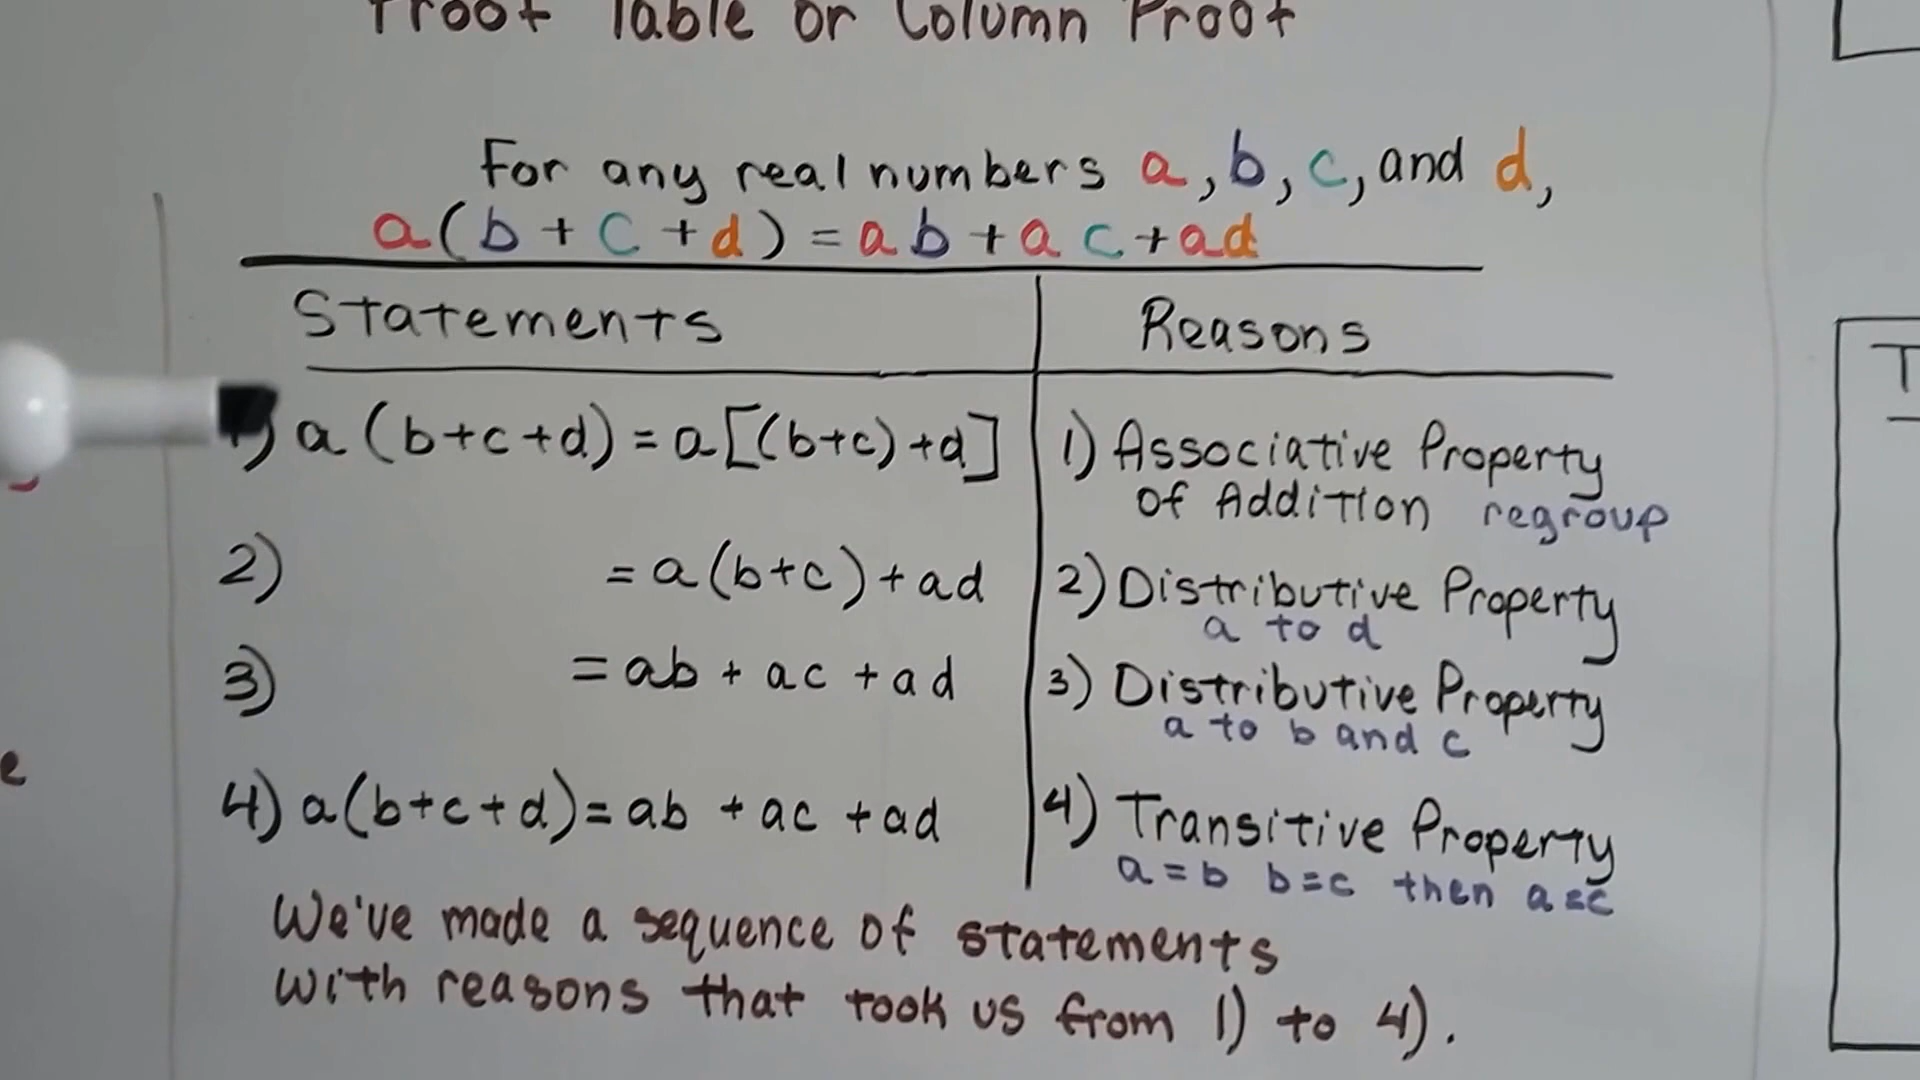 Proof Table or Column Proof
For any real numbers a, b, c, and d,
a(b + c + d) = ab + ac + ad
Statements
Reasons
1) a(b+c+d) = a[(b+c)+d]
1) Associative Property
of Addition regroup
2) = a(b+c) + ad
2) Distributive Property
a to d
3) = ab + ac + ad
3) Distributive Property
a to b and c
4) a(b+c+d) = ab + ac + ad
4) Transitive Property
a = b b = c then a = c
We've made a sequence of statements
with reasons that took us from 1) to 4).
e
T